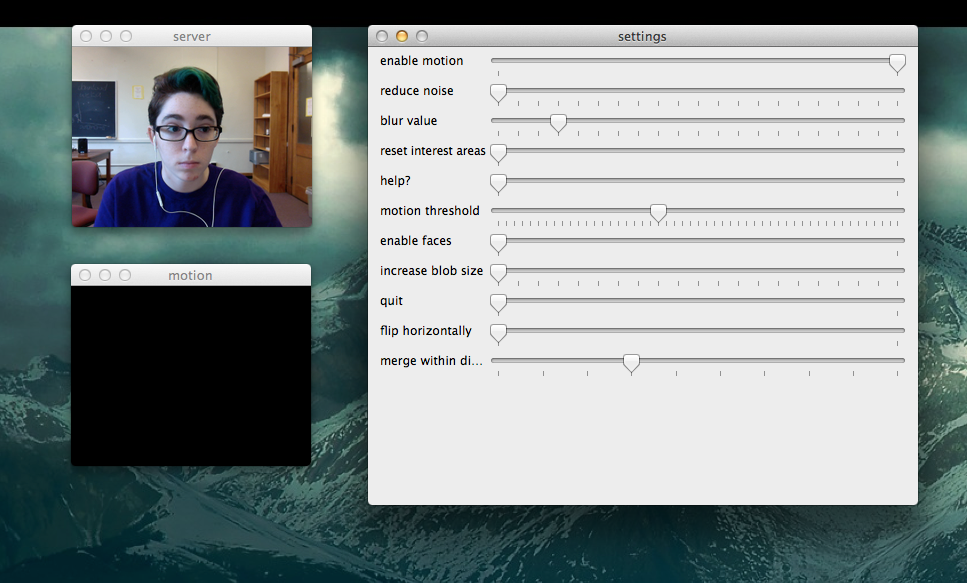 server
settings
enable motion
reduce noise
blur value
reset interest areas
help?
motion threshold
enable faces
increase blob size
quit
flip horizontally
merge within di...
motion